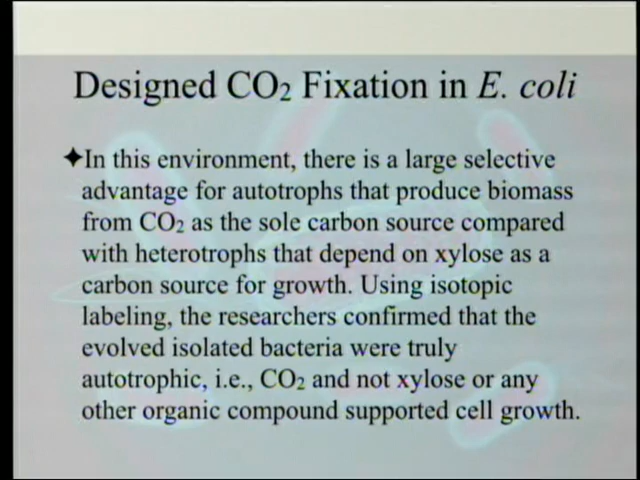 Designed CO₂ Fixation in E. coli
✦In this environment, there is a large selective
advantage for autotrophs that produce biomass
from CO₂ as the sole carbon source compared
with heterotrophs that depend on xylose as a
carbon source for growth. Using isotopic
labeling, the researchers confirmed that the
evolved isolated bacteria were truly
autotrophic, i.e., CO₂ and not xylose or any
other organic compound supported cell growth.